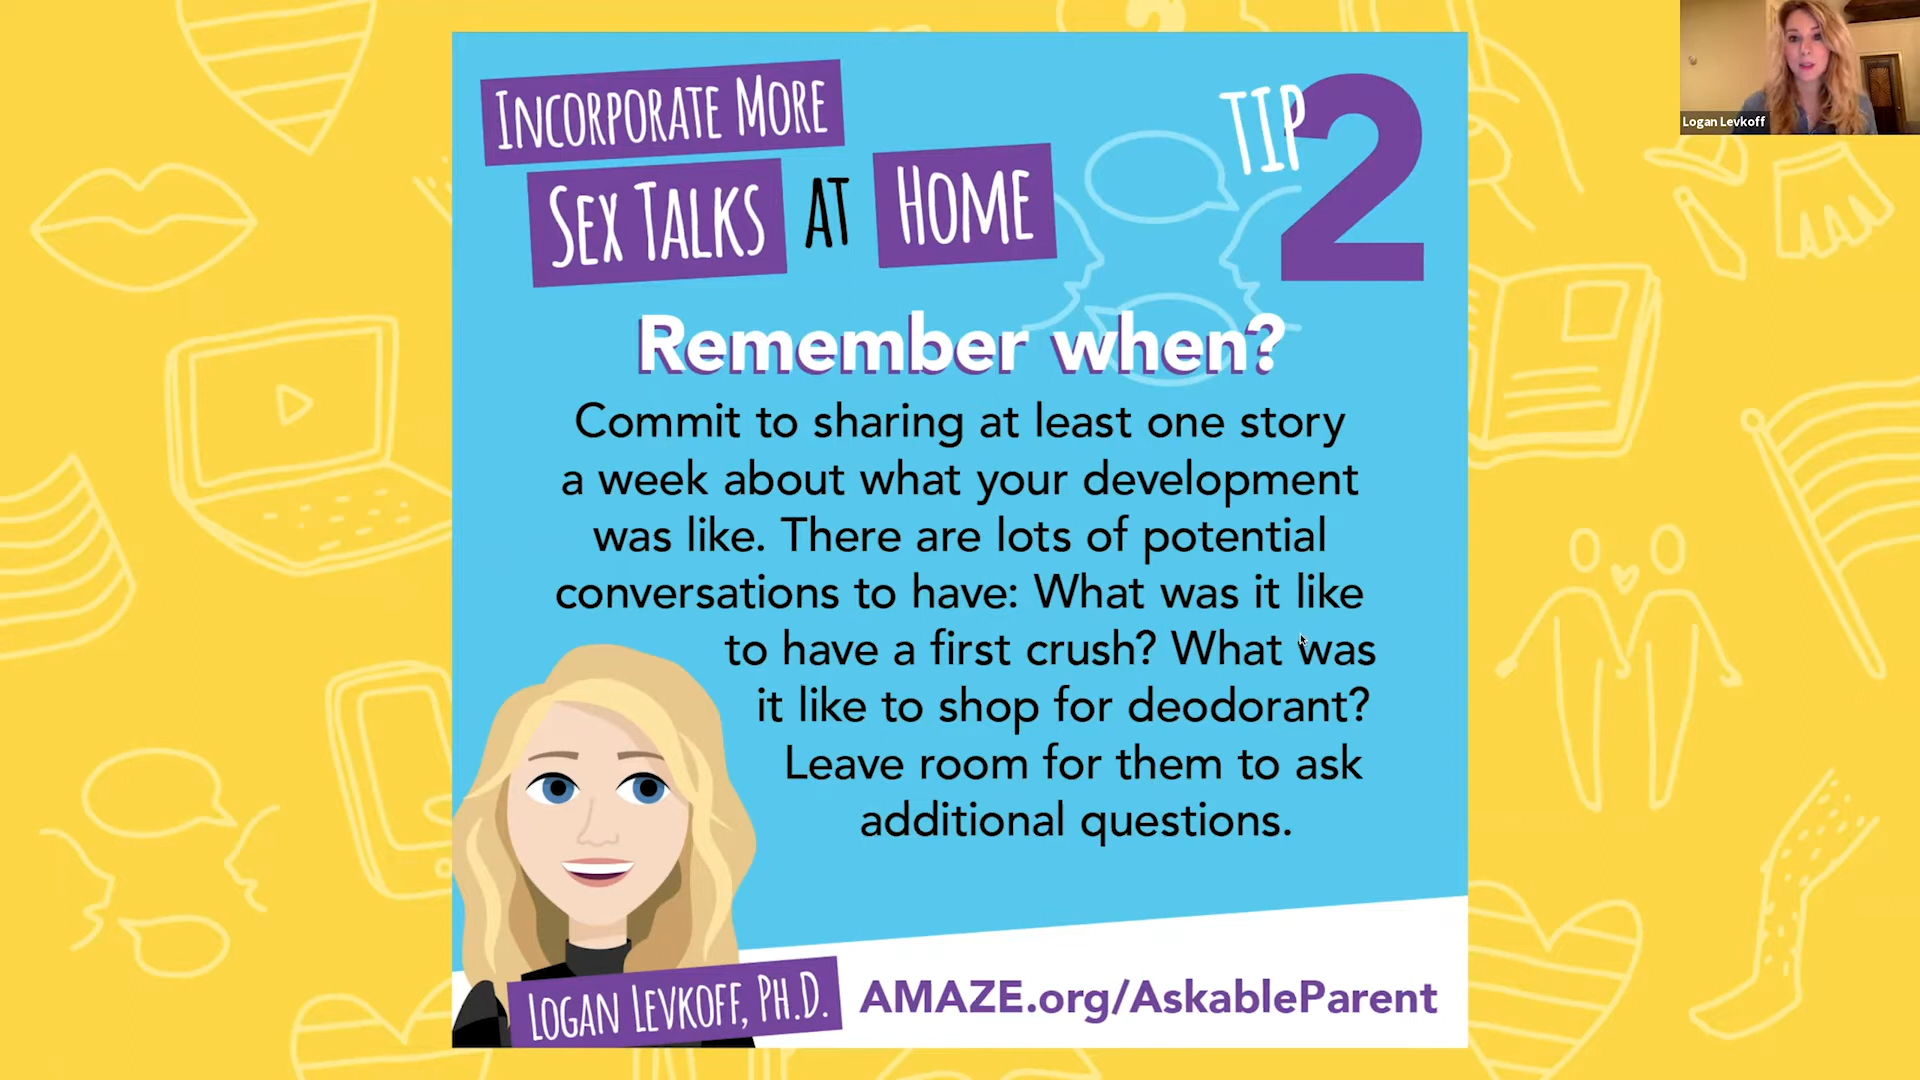 Incorporate More
Sex Talks at Home
TIP 2
Remember when?
Commit to sharing at least one story
a week about what your development
was like. There are lots of potential
conversations to have: What was it like
to have a first crush? What was
it like to shop for deodorant?
Leave room for them to ask
additional questions.
Logan Levkoff, Ph.D.
AMAZE.org/AskableParent
Logan Levkoff